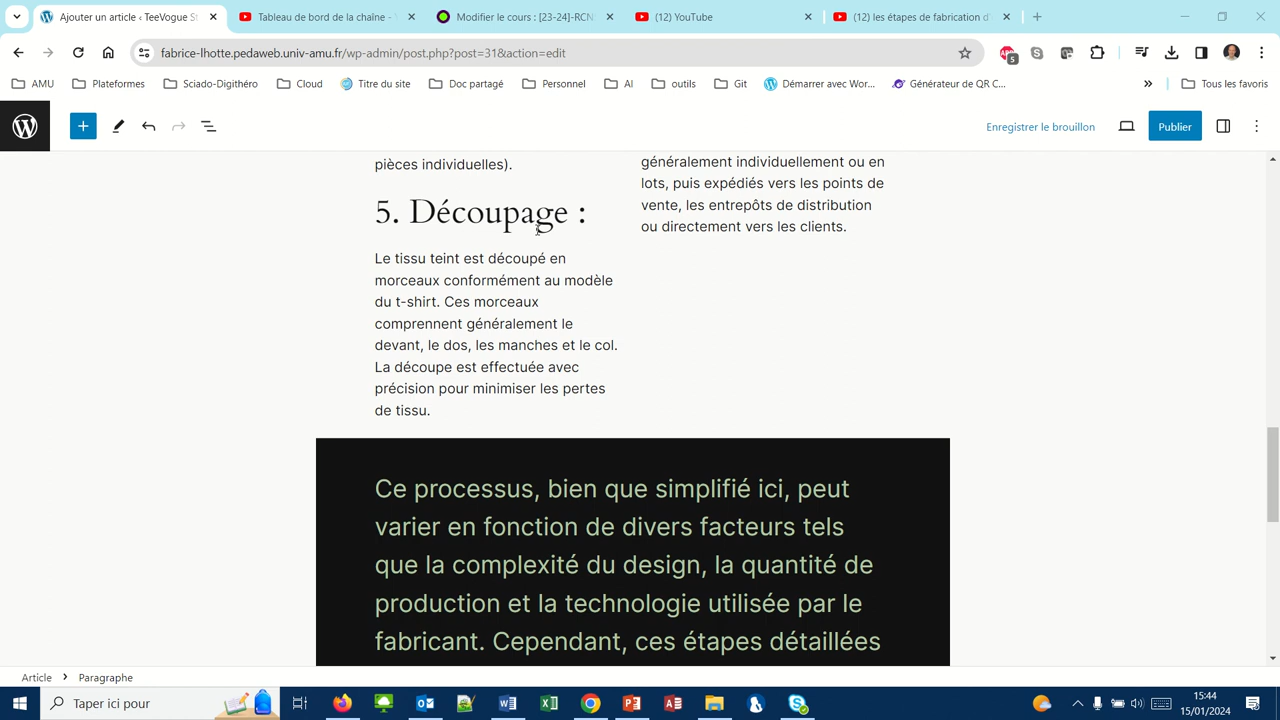 Ajouter un article ‹ TeeVogue St
Tableau de bord de la chaîne -
Modifier le cours : [23-24]-RCN
(12) YouTube
(12) les étapes de fabrication d'
fabrice-lhotte.pedaweb.univ-amu.fr/wp-admin/post.php?post=31&action=edit
5
AMU
Plateformes
Sciado-Digithéro
Cloud
Titre du site
Doc partagé
Personnel
AI
outils
Git
Démarrer avec Wor...
Générateur de QR C...
»
Tous les favoris
Enregistrer le brouillon
Publier
pièces individuelles).
5. Découpage :
Le tissu teint est découpé en
morceaux conformément au modèle
du t-shirt. Ces morceaux
comprennent généralement le
devant, le dos, les manches et le col.
La découpe est effectuée avec
précision pour minimiser les pertes
de tissu.
généralement individuellement ou en
lots, puis expédiés vers les points de
vente, les entrepôts de distribution
ou directement vers les clients.
Ce processus, bien que simplifié ici, peut
varier en fonction de divers facteurs tels
que la complexité du design, la quantité de
production et la technologie utilisée par le
fabricant. Cependant, ces étapes détaillées
Article
Paragraphe
Taper ici pour
15:44
15/01/2024